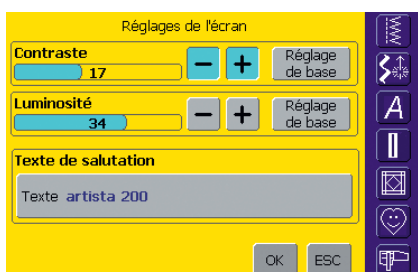 Réglages de l'écran
Contraste
17
− +
Réglage
de base
Luminosité
34
− +
Réglage
de base
Texte de salutation
Texte artista 200
OK ESC
A